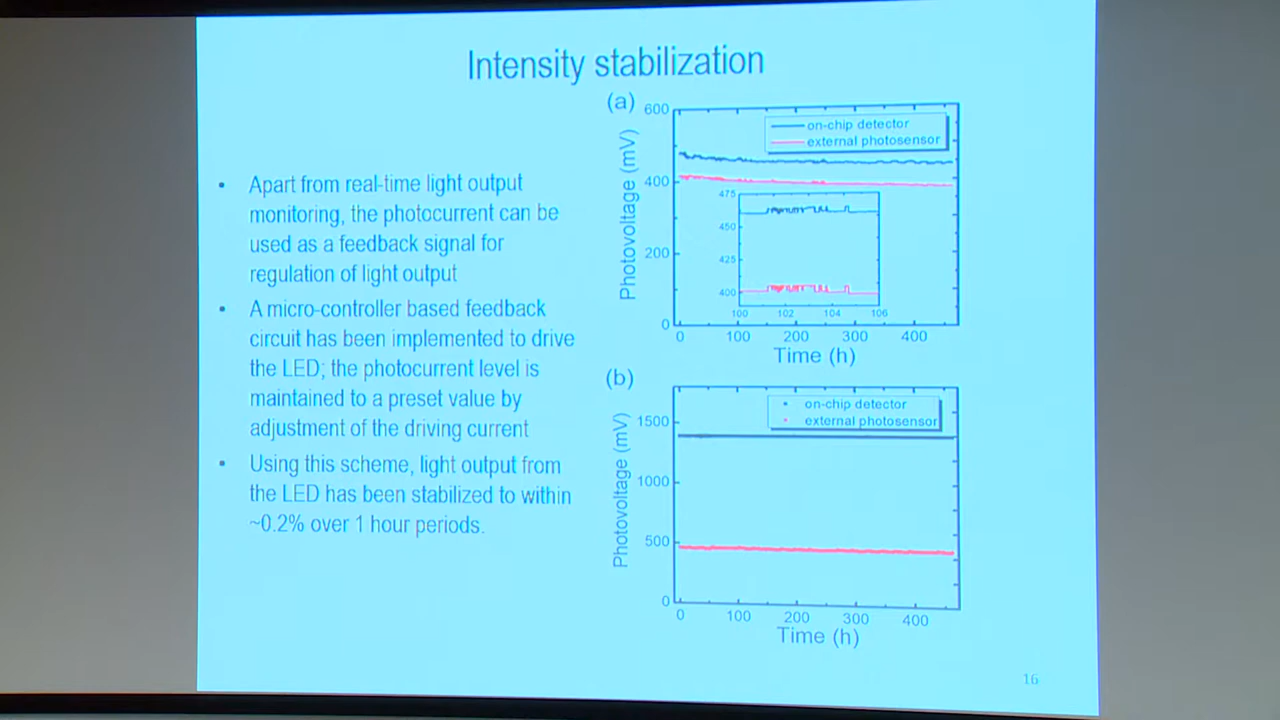 Intensity stabilization
• Apart from real-time light output
monitoring, the photocurrent can be
used as a feedback signal for
regulation of light output
• A micro-controller based feedback
circuit has been implemented to drive
the LED; the photocurrent level is
maintained to a preset value by
adjustment of the driving current
• Using this scheme, light output from
the LED has been stabilized to within
~0.2% over 1 hour periods.
(a)
600
400
200
0
Photovoltage (mV)
on-chip detector
external photosensor
475
450
425
400
100 102 104 106
0 100 200 300 400
Time (h)
(b)
1500
1000
500
0
Photovoltage (mV)
on-chip detector
external photosensor
0 100 200 300 400
Time (h)
16